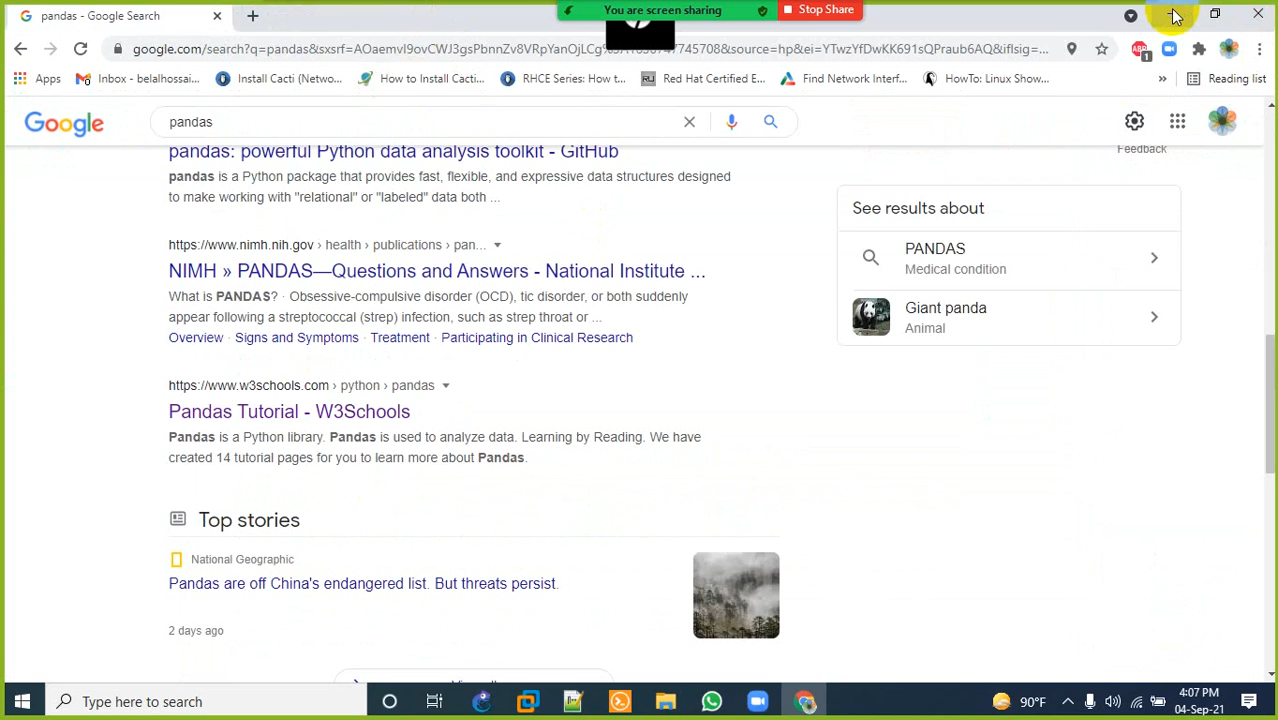 pandas - Google Search
You are screen sharing
Stop Share
google.com/search?q=pandas&sxsrf=AOaemvI9ovCWJ3gsPbnnZv8VRpYanOjLCg
745708&source=hp&ei=YTwzYfDwKK691sQPraub6AQ&iflsig=...
1
Apps
Inbox - belalhossai...
Install Cacti (Netwo...
How to Install Cacti...
RHCE Series: How t...
Red Hat Certified E...
Find Network Interf...
HowTo: Linux Show...
»
Reading list
Google
pandas
Feedback
pandas: powerful Python data analysis toolkit - GitHub
pandas is a Python package that provides fast, flexible, and expressive data structures designed
to make working with "relational" or "labeled" data both ...
https://www.nimh.nih.gov › health › publications › pan...
NIMH » PANDAS—Questions and Answers - National Institute ...
What is PANDAS? · Obsessive-compulsive disorder (OCD), tic disorder, or both suddenly
appear following a streptococcal (strep) infection, such as strep throat or ...
Overview · Signs and Symptoms · Treatment · Participating in Clinical Research
https://www.w3schools.com › python › pandas
Pandas Tutorial - W3Schools
Pandas is a Python library. Pandas is used to analyze data. Learning by Reading. We have
created 14 tutorial pages for you to learn more about Pandas.
Top stories
National Geographic
Pandas are off China's endangered list. But threats persist.
2 days ago
See results about
PANDAS
Medical condition
Giant panda
Animal
Type here to search
90°F
4:07 PM
04-Sep-21